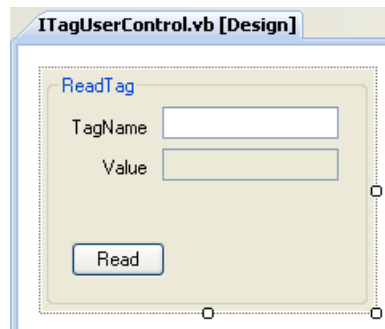 ITagUserControl.vb [Design]
ReadTag
TagName
Value
Read